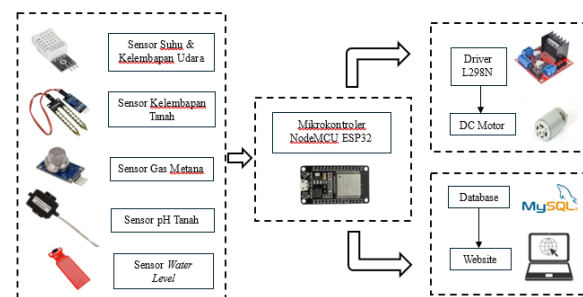 Sensor Suhu &
Kelembapan Udara
Sensor Kelembapan
Tanah
Sensor Gas Metana
Sensor pH Tanah
Sensor Water
Level
Mikrokontroler
NodeMCU ESP32
Driver
L298N
DC Motor
Database
MySQL
Website